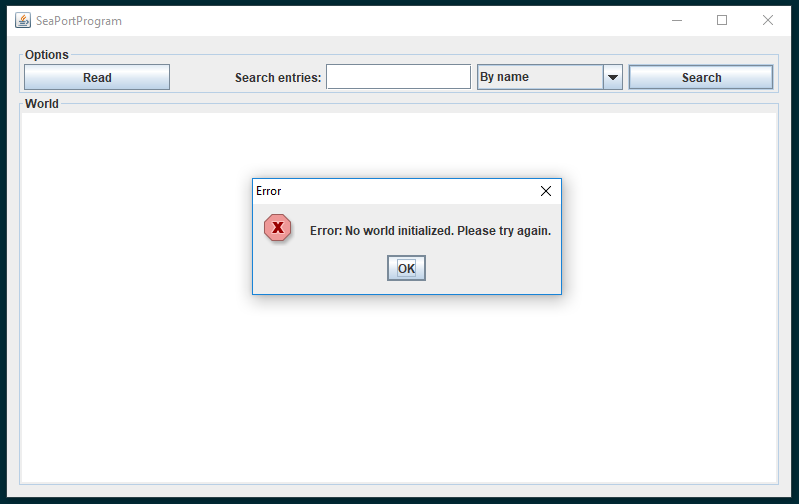 SeaPortProgram
Options
Read Search entries: By name Search
World
Error
X
Error: No world initialized. Please try again.
OK